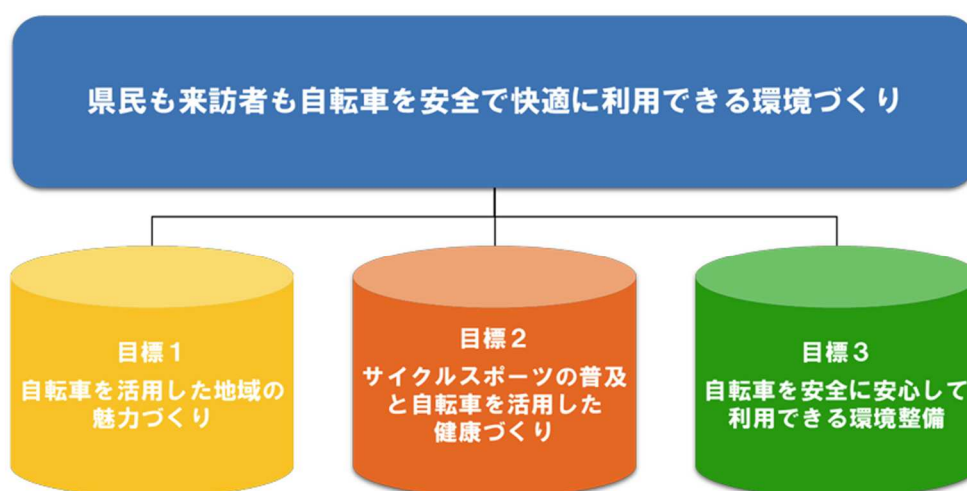 県民も来訪者も自転車を安全で快適に利用できる環境づくり
目標１
自転車を活用した地域の
魅力づくり
目標２
サイクルスポーツの普及
と自転車を活用した
健康づくり
目標３
自転車を安全に安心して
利用できる環境整備